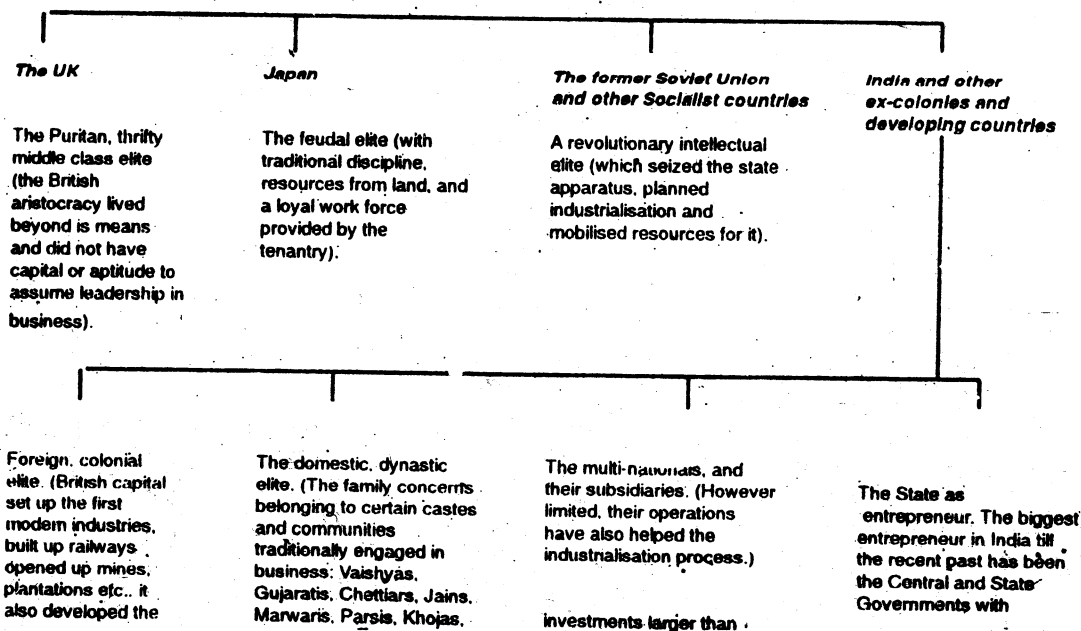 The UK
The Puritan, thrifty
middle class elite
(the British
aristocracy lived
beyond is means
and did not have
capital or aptitude to
assume leadership in
business).
Japan
The feudal elite (with
traditional discipline,
resources from land, and
a loyal work force
provided by the
tenantry).
The former Soviet Union
and other Socialist countries
A revolutionary intellectual
elite (which seized the state
apparatus, planned
industrialisation and
mobilised resources for it).
India and other
ex-colonies and
developing countries
Foreign, colonial
elite. (British capital
set up the first
modern industries,
built up railways
opened up mines,
plantations etc.. it
also developed the
The domestic, dynastic
elite. (The family concerns
belonging to certain castes
and communities
traditionally engaged in
business: Vaishyas,
Gujaratis, Chettiars, Jains,
Marwaris, Parsis, Khojas,
The multi-nationals, and
their subsidiaries. (However
limited, their operations
have also helped the
industrialisation process.)
investments larger than
The State as
entrepreneur. The biggest
entrepreneur in India till
the recent past has been
the Central and State
Governments with